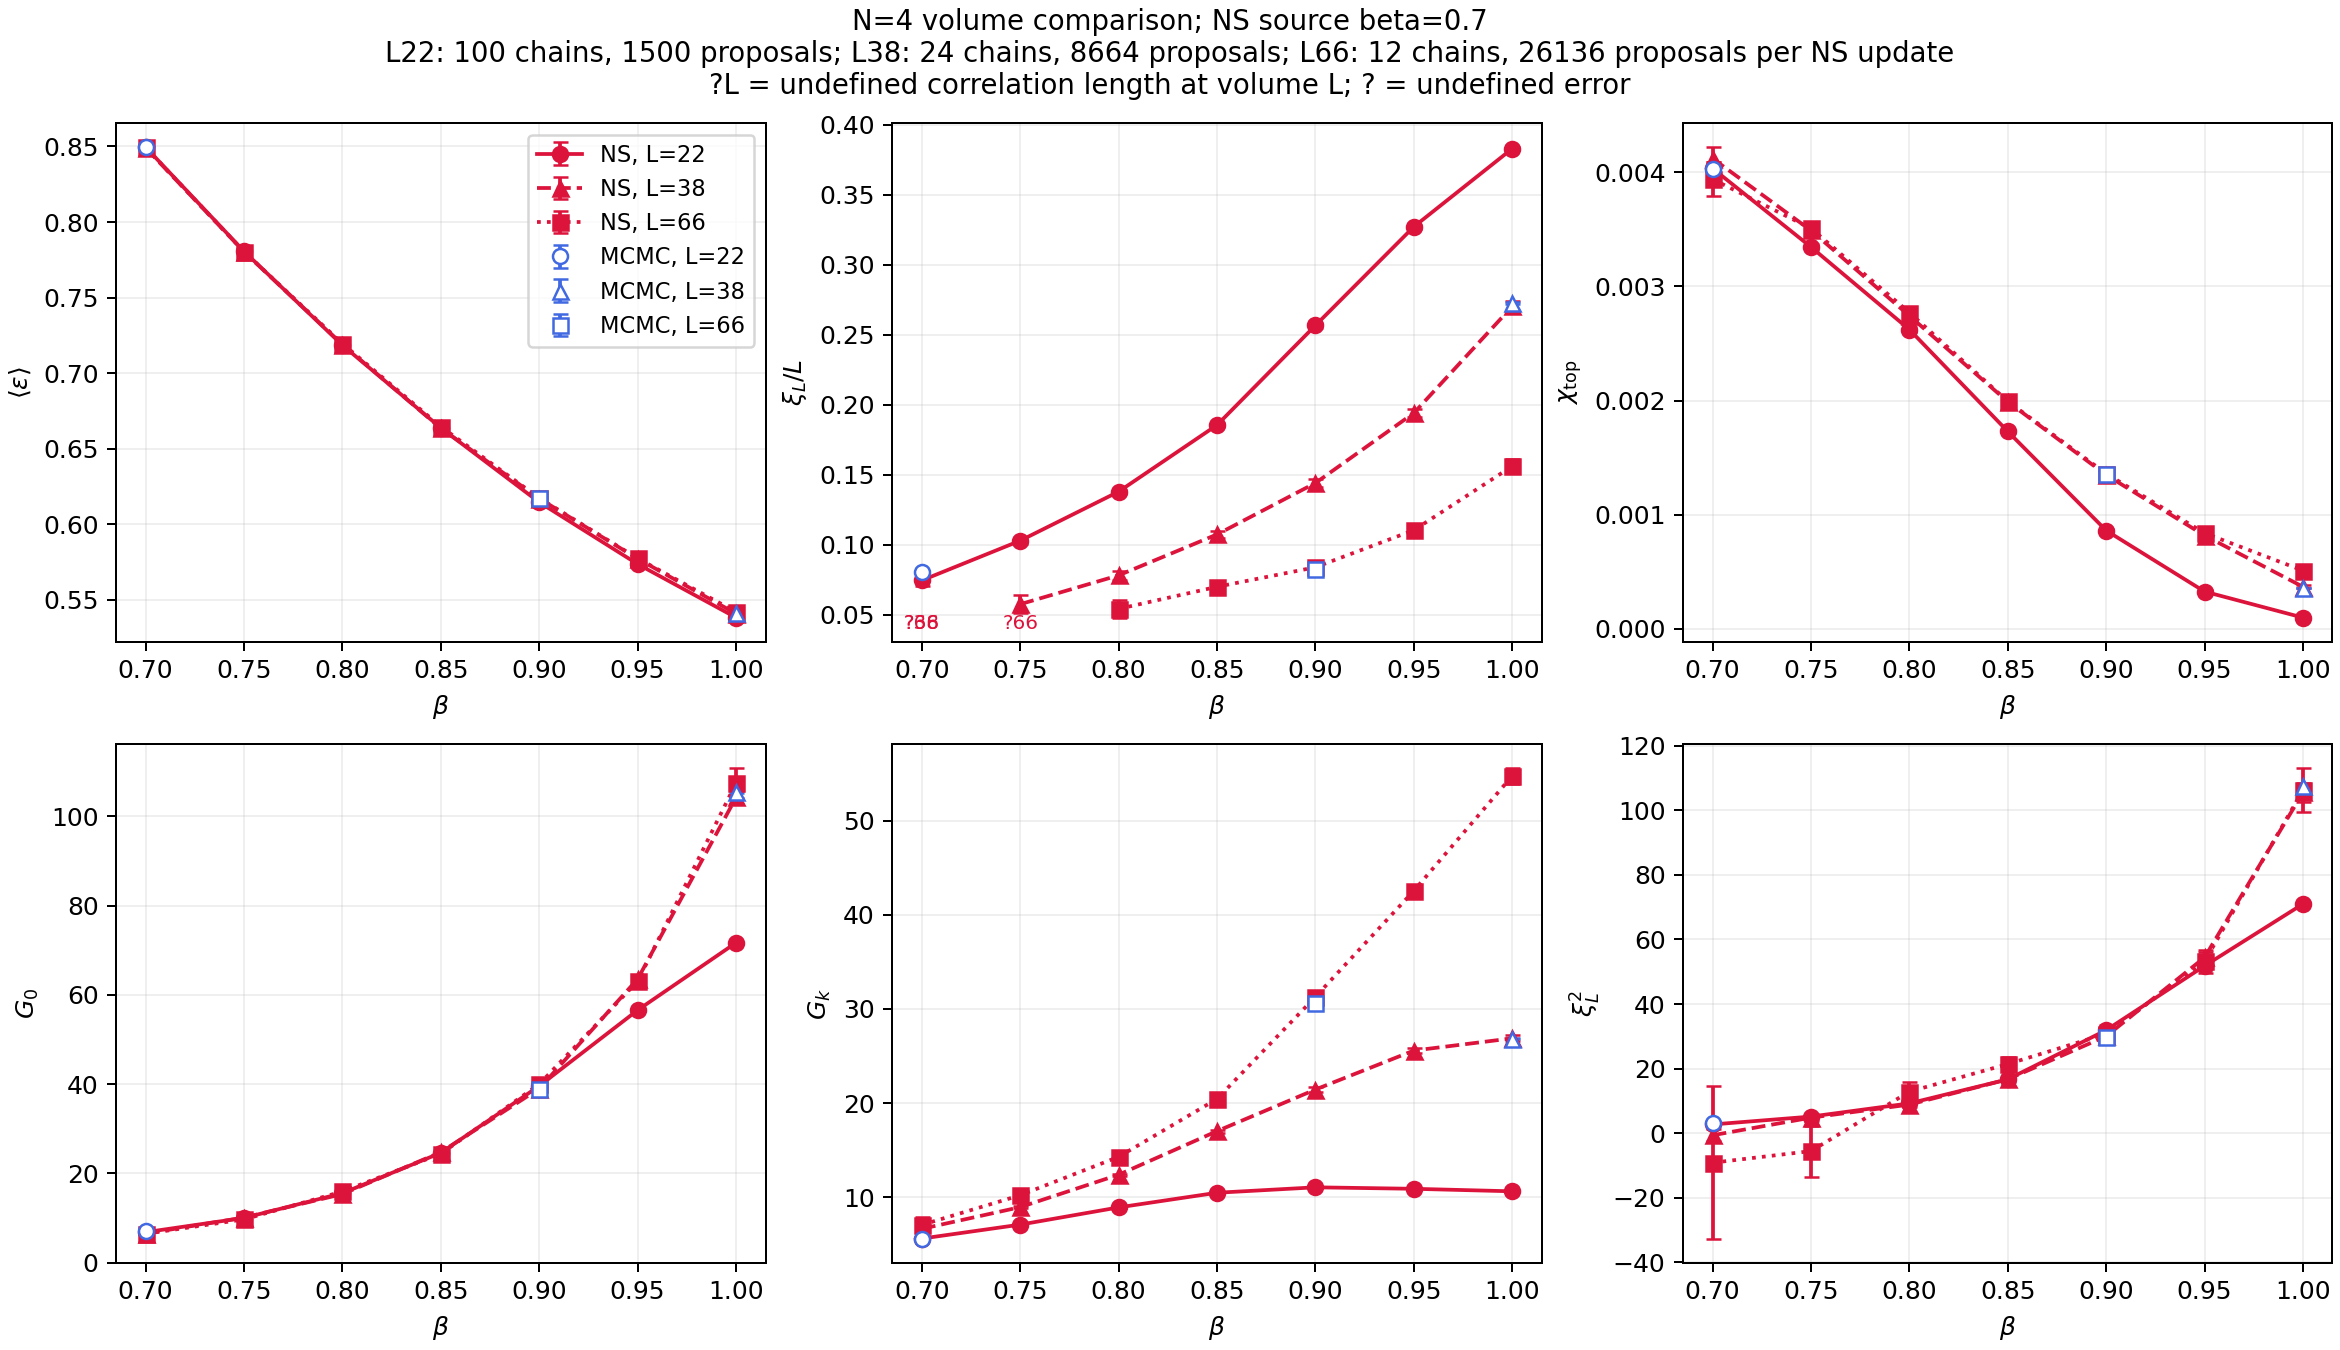 N=4 volume comparison; NS source beta=0.7
L22: 100 chains, 1500 proposals; L38: 24 chains, 8664 proposals; L66: 12 chains, 26136 proposals per NS update
?L = undefined correlation length at volume L; ? = undefined error
⟨ε⟩
0.85
0.80
0.75
0.70
0.65
0.60
0.55
NS, L=22
NS, L=38
NS, L=66
MCMC, L=22
MCMC, L=38
MCMC, L=66
0.70 0.75 0.80 0.85 0.90 0.95 1.00
β
ξ_L/L
0.40
0.35
0.30
0.25
0.20
0.15
0.10
0.05
?66
0.70 0.75 0.80 0.85 0.90 0.95 1.00
β
χ_top
0.004
0.003
0.002
0.001
0.000
0.70 0.75 0.80 0.85 0.90 0.95 1.00
β
G₀
100
80
60
40
20
0
0.70 0.75 0.80 0.85 0.90 0.95 1.00
β
G_k
50
40
30
20
10
0.70 0.75 0.80 0.85 0.90 0.95 1.00
β
ξ_L²
120
100
80
60
40
20
0
−20
−40
0.70 0.75 0.80 0.85 0.90 0.95 1.00
β